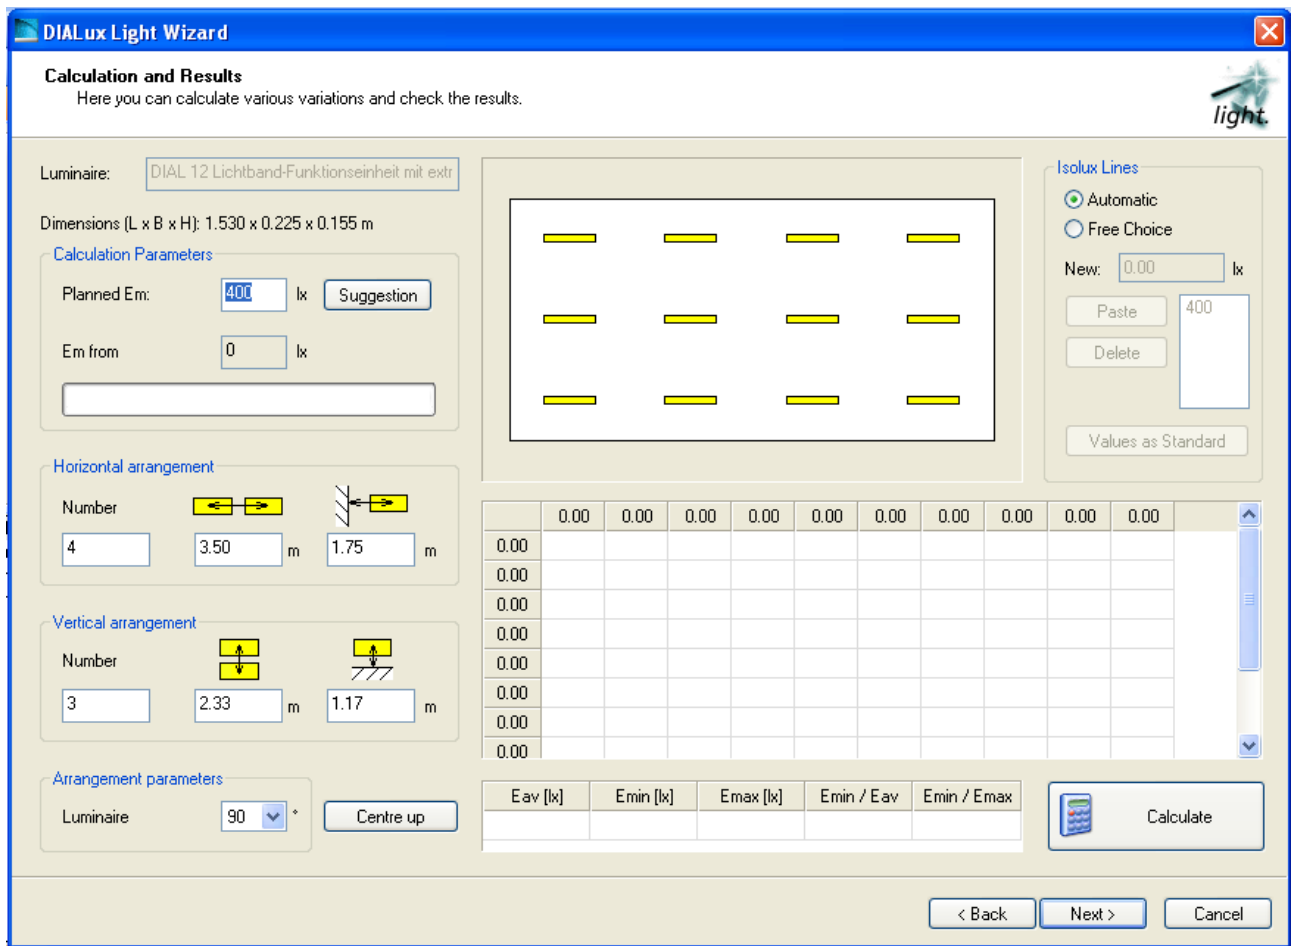 DIALux Light Wizard
Calculation and Results
Here you can calculate various variations and check the results.
light.
Luminaire: DIAL 12 Lichtband-Funktionseinheit mit extr
Dimensions (L x B x H): 1.530 x 0.225 x 0.155 m
Calculation Parameters
Planned Em: 400 lx Suggestion
Em from 0 lx
Horizontal arrangement
Number
4 3.50 m 1.75 m
Vertical arrangement
Number
3 2.33 m 1.17 m
Arrangement parameters
Luminaire 90 ° Centre up
Isolux Lines
Automatic
Free Choice
New: 0.00 lx
Paste 400
Delete
Values as Standard
0.00 0.00 0.00 0.00 0.00 0.00 0.00 0.00 0.00 0.00
0.00
0.00
0.00
0.00
0.00
0.00
0.00
0.00
Eav [lx] Emin [lx] Emax [lx] Emin / Eav Emin / Emax
Calculate
< Back Next > Cancel